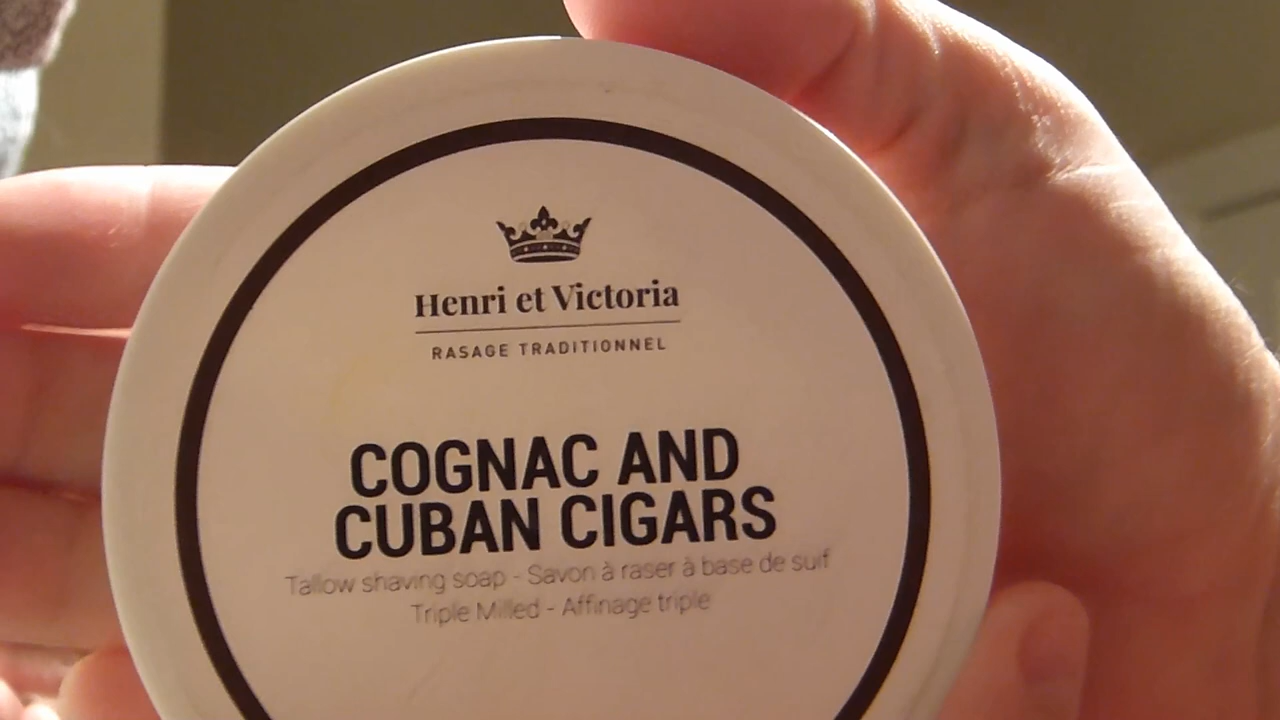 Henri et Victoria
RASAGE TRADITIONNEL
COGNAC AND
CUBAN CIGARS
Tallow shaving soap - Savon à raser à base de suif
Triple Milled - Affinage triple